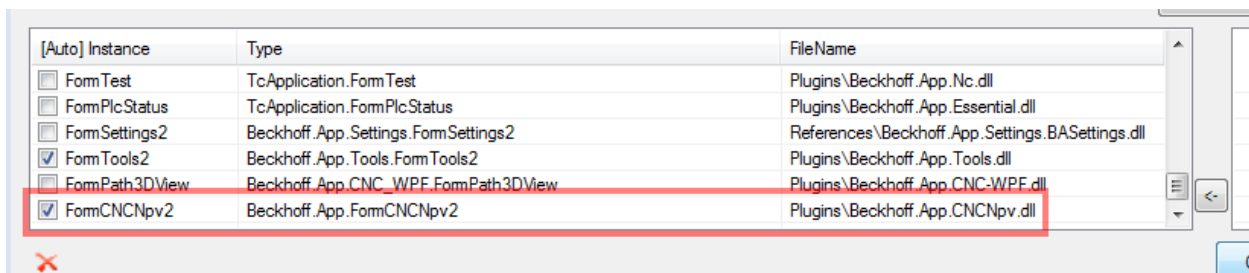 [Auto] Instance Type FileName
FormTest TcApplication.FormTest Plugins\Beckhoff.App.Nc.dll
FormPlcStatus TcApplication.FormPlcStatus Plugins\Beckhoff.App.Essential.dll
FormSettings2 Beckhoff.App.Settings.FormSettings2 References\Beckhoff.App.Settings.BASettings.dll
FormTools2 Beckhoff.App.Tools.FormTools2 Plugins\Beckhoff.App.Tools.dll
FormPath3DView Beckhoff.App.CNC_WPF.FormPath3DView Plugins\Beckhoff.App.CNC-WPF.dll
<-
FormCNCNpv2 Beckhoff.App.FormCNCNpv2 Plugins\Beckhoff.App.CNCNpv.dll